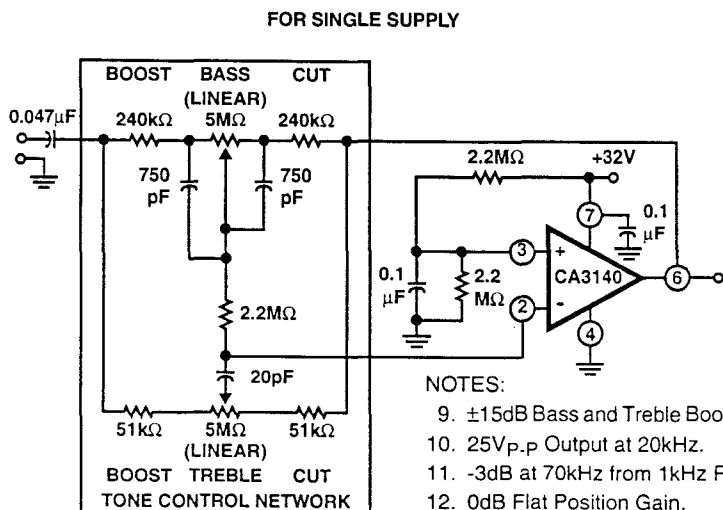 FOR SINGLE SUPPLY
BOOST BASS CUT
(LINEAR)
0.047µF
240kΩ 5MΩ 240kΩ
750 pF
750 pF
2.2MΩ
20pF
51kΩ 5MΩ 51kΩ
(LINEAR)
BOOST TREBLE CUT
TONE CONTROL NETWORK
2.2MΩ
+32V
0.1 µF
7
3
+
CA3140
6
0.1 µF
2.2 MΩ
2
-
4
NOTES:
9. ±15dB Bass and Treble Boo
10. 25VP-P Output at 20kHz.
11. -3dB at 70kHz from 1kHz F
12. 0dB Flat Position Gain.